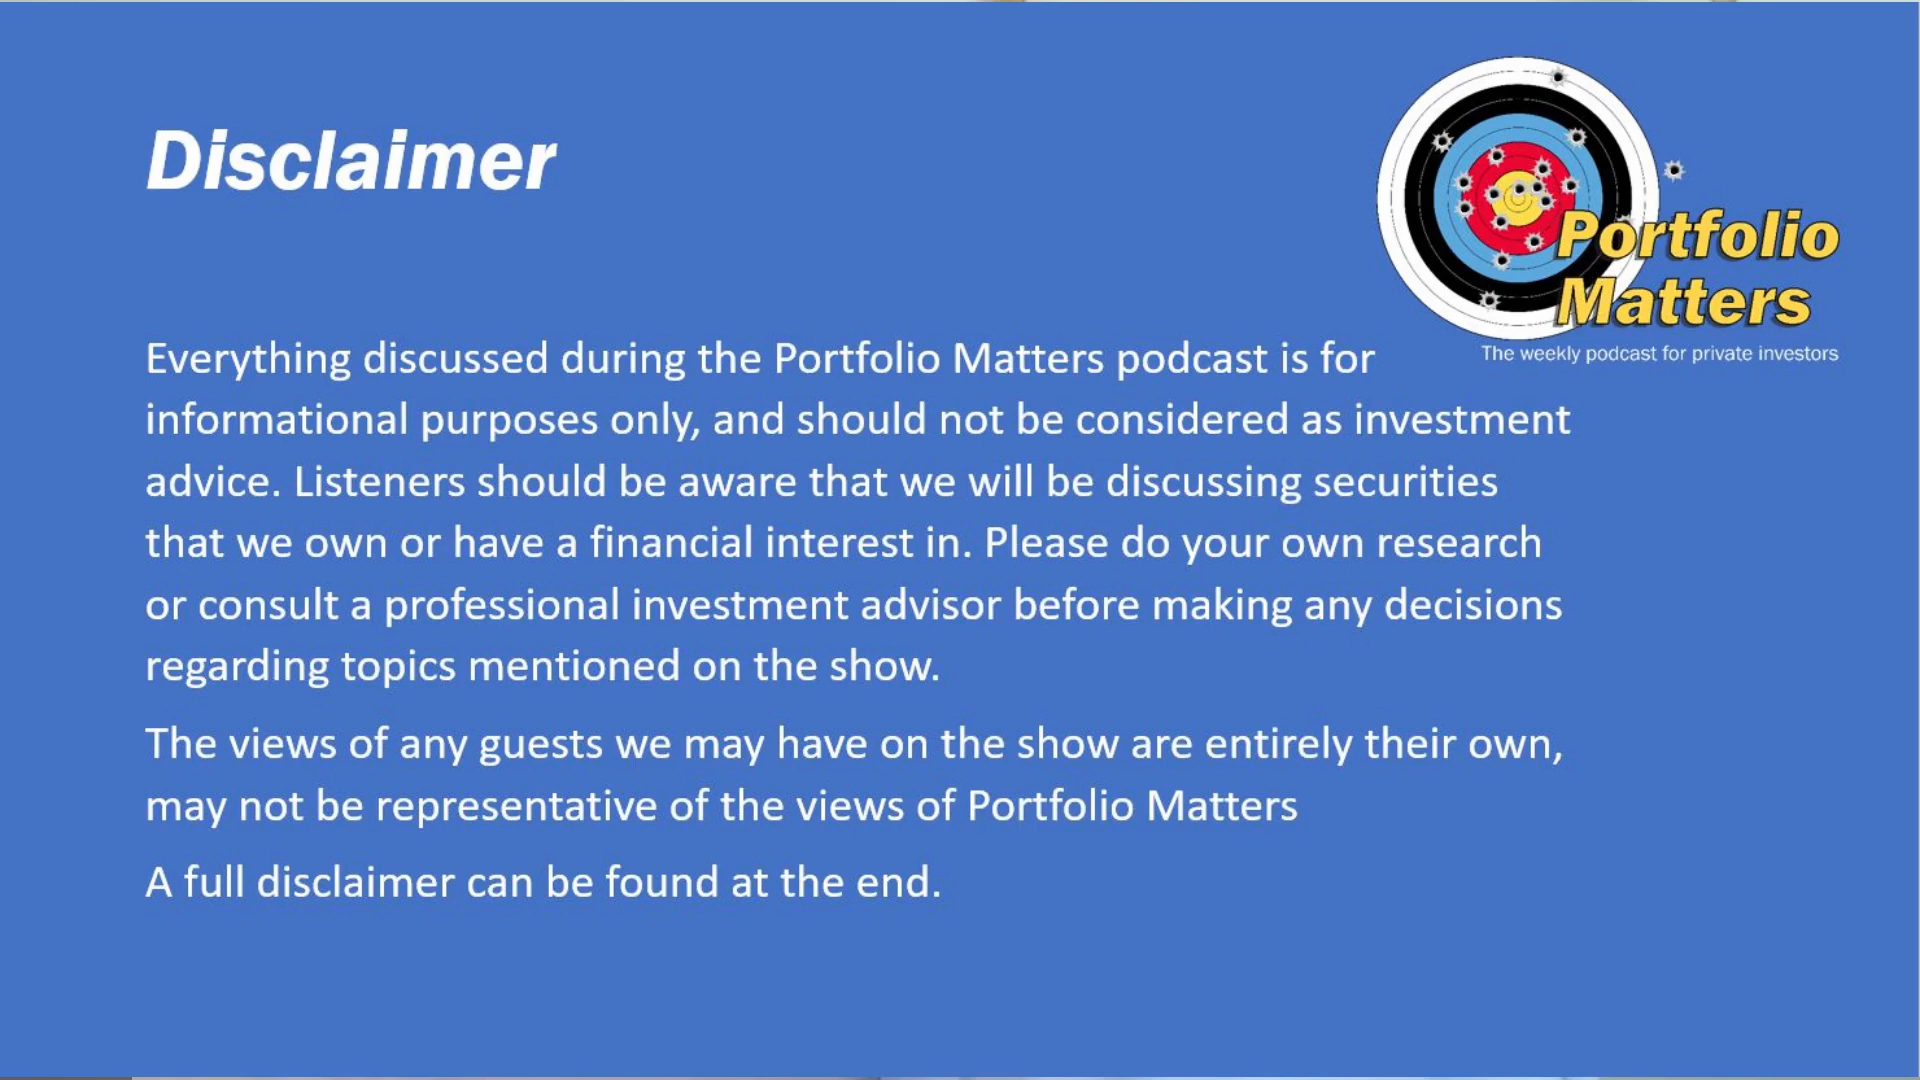 Disclaimer
Portfolio
Matters
The weekly podcast for private investors
Everything discussed during the Portfolio Matters podcast is for
informational purposes only, and should not be considered as investment
advice. Listeners should be aware that we will be discussing securities
that we own or have a financial interest in. Please do your own research
or consult a professional investment advisor before making any decisions
regarding topics mentioned on the show.
The views of any guests we may have on the show are entirely their own,
may not be representative of the views of Portfolio Matters
A full disclaimer can be found at the end.